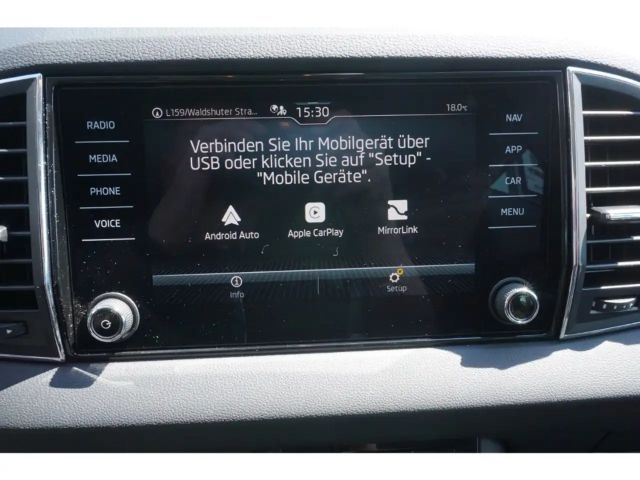 L159/Waldshuter Stra... 15:30 18.0°C
RADIO
MEDIA
PHONE
VOICE
Verbinden Sie Ihr Mobilgerät über
USB oder klicken Sie auf "Setup" -
"Mobile Geräte".
Android Auto Apple CarPlay MirrorLink
Info Setup
NAV
APP
CAR
MENU